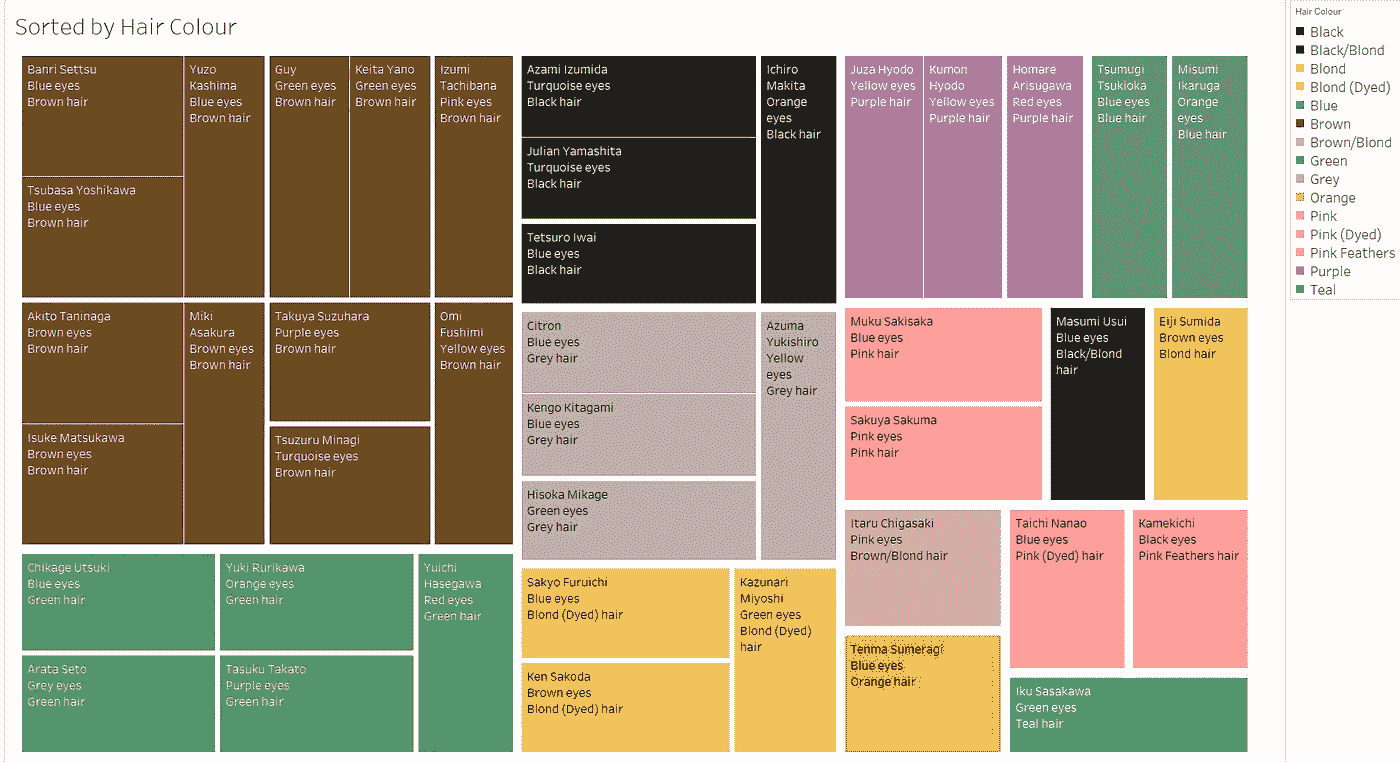 Sorted by Hair Colour
Banri Settsu
Blue eyes
Brown hair
Tsubasa Yoshikawa
Blue eyes
Brown hair
Yuzo
Kashima
Blue eyes
Brown hair
Guy
Green eyes
Brown hair
Keita Yano
Green eyes
Brown hair
Izumi
Tachibana
Pink eyes
Brown hair
Akito Taninaga
Brown eyes
Brown hair
Isuke Matsukawa
Brown eyes
Brown hair
Miki
Asakura
Brown eyes
Brown hair
Takuya Suzuhara
Purple eyes
Brown hair
Tsuzuru Minagi
Turquoise eyes
Brown hair
Omi
Fushimi
Yellow eyes
Brown hair
Chikage Utsuki
Blue eyes
Green hair
Arata Seto
Grey eyes
Green hair
Yuki Rurikawa
Orange eyes
Green hair
Tasuku Takato
Purple eyes
Green hair
Yuichi
Hasegawa
Red eyes
Green hair
Azami Izumida
Turquoise eyes
Black hair
Julian Yamashita
Turquoise eyes
Black hair
Tetsuro Iwai
Blue eyes
Black hair
Ichiro
Makita
Orange
eyes
Black hair
Citron
Blue eyes
Grey hair
Kengo Kitagami
Blue eyes
Grey hair
Hisoka Mikage
Green eyes
Grey hair
Azuma
Yukishiro
Yellow
eyes
Grey hair
Sakyo Furuichi
Blue eyes
Blond (Dyed) hair
Ken Sakoda
Brown eyes
Blond (Dyed) hair
Kazunari
Miyoshi
Green eyes
Blond (Dyed)
hair
Juza Hyodo
Yellow eyes
Purple hair
Kumon
Hyodo
Yellow eyes
Purple hair
Homare
Arisugawa
Red eyes
Purple hair
Tsumugi
Tsukioka
Blue eyes
Blue hair
Misumi
Ikaruga
Orange
eyes
Blue hair
Muku Sakisaka
Blue eyes
Pink hair
Sakuya Sakuma
Pink eyes
Pink hair
Masumi Usui
Blue eyes
Black/Blond
hair
Eiji Sumida
Brown eyes
Blond hair
Itaru Chigasaki
Pink eyes
Brown/Blond hair
Tenma Sumeragi
Blue eyes
Orange hair
Taichi Nanao
Blue eyes
Pink (Dyed) hair
Kamekichi
Black eyes
Pink Feathers hair
Iku Sasakawa
Green eyes
Teal hair
Hair Colour
Black
Black/Blond
Blond
Blond (Dyed)
Blue
Brown
Brown/Blond
Green
Grey
Orange
Pink
Pink (Dyed)
Pink Feathers
Purple
Teal